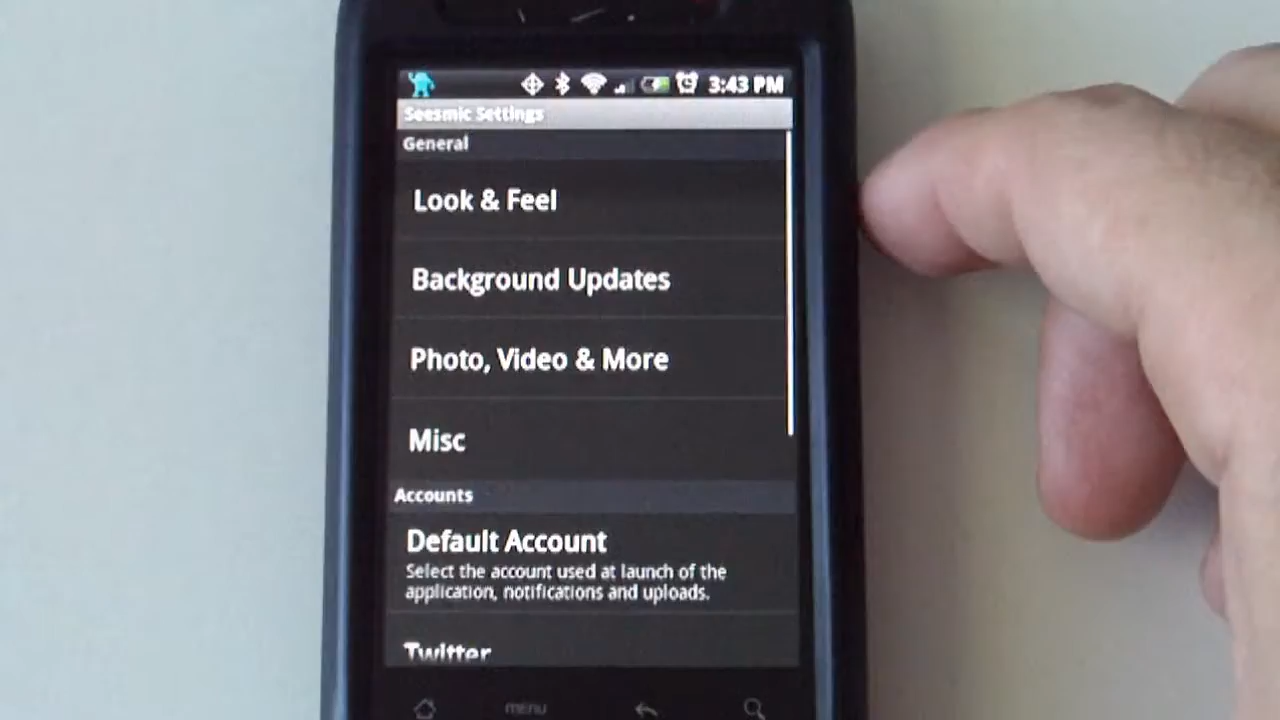 3:43 PM
Seesmic Settings
General
Look & Feel
Background Updates
Photo, Video & More
Misc
Accounts
Default Account
Select the account used at launch of the
application, notifications and uploads.
Twitter
menu